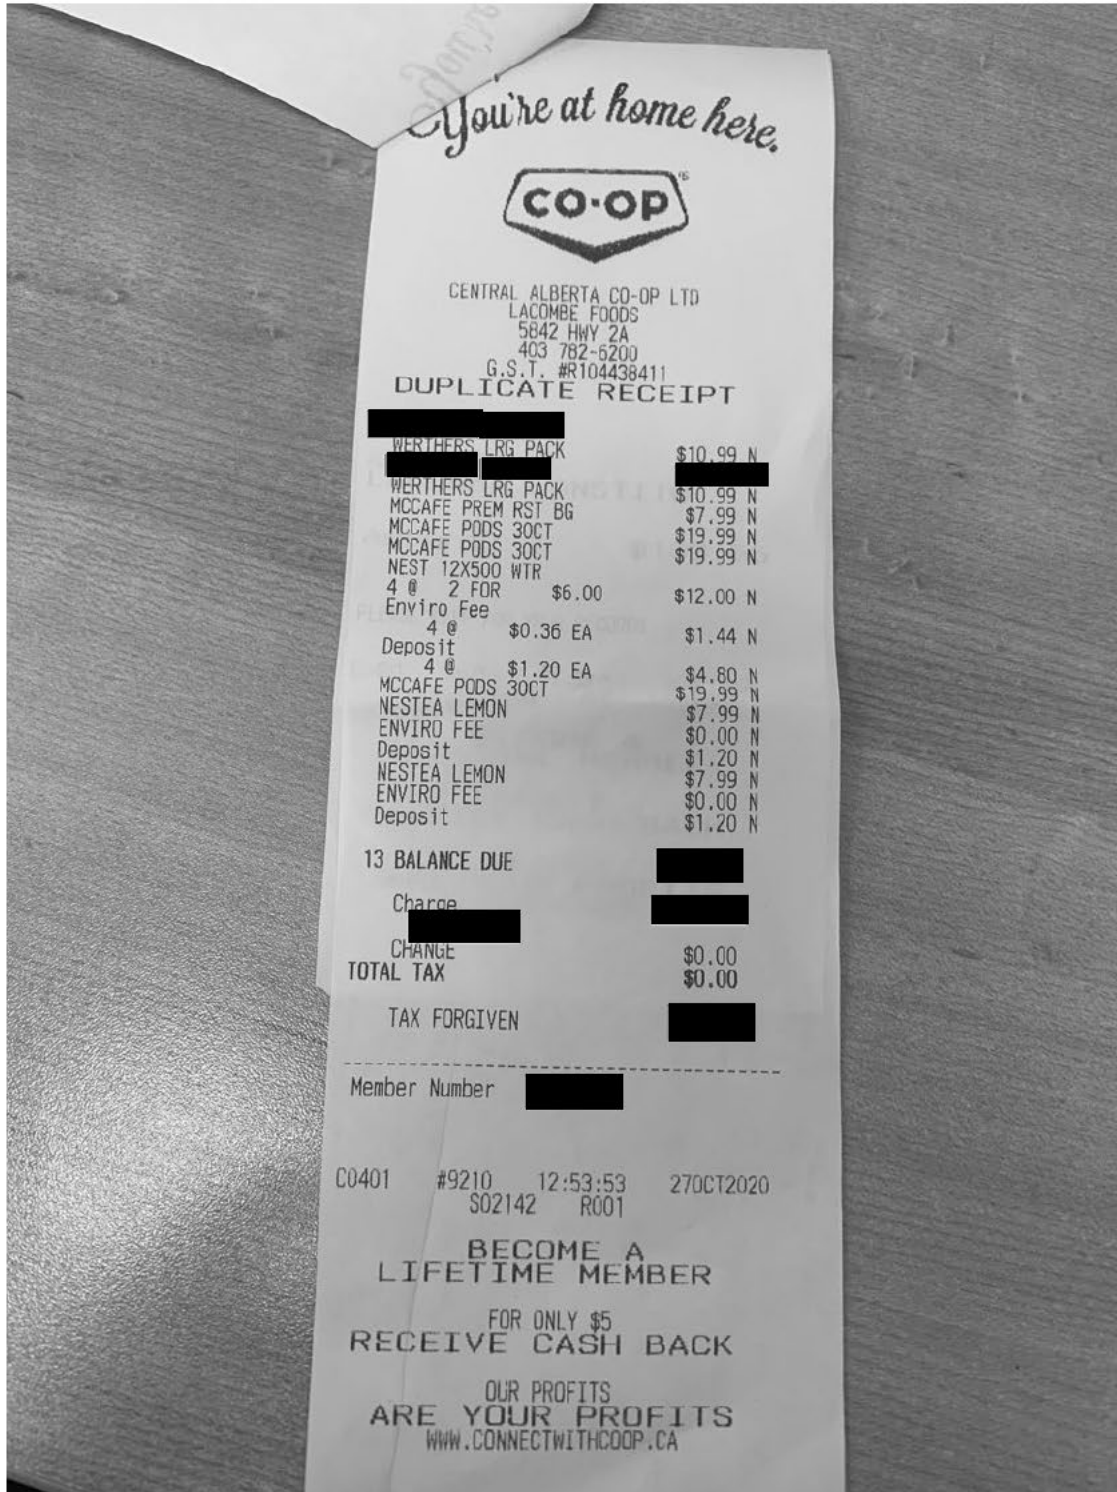 You're at home here.
CO·OP
CENTRAL ALBERTA CO-OP LTD
LACOMBE FOODS
5842 HWY 2A
403 782-6200
G.S.T. #R104438411
DUPLICATE RECEIPT
WERTHERS LRG PACK $10.99 N
WERTHERS LRG PACK $10.99 N
MCCAFE PREM RST BG $7.99 N
MCCAFE PODS 30CT $19.99 N
MCCAFE PODS 30CT $19.99 N
NEST 12X500 WTR
4 @ 2 FOR $6.00 $12.00 N
Enviro Fee
4 @ $0.36 EA $1.44 N
Deposit
4 @ $1.20 EA $4.80 N
MCCAFE PODS 30CT $19.99 N
NESTEA LEMON $7.99 N
ENVIRO FEE $0.00 N
Deposit $1.20 N
NESTEA LEMON $7.99 N
ENVIRO FEE $0.00 N
Deposit $1.20 N
13 BALANCE DUE
Charge
CHANGE $0.00
TOTAL TAX $0.00
TAX FORGIVEN
Member Number
C0401 #9210 12:53:53 27OCT2020
S02142 R001
BECOME A
LIFETIME MEMBER
FOR ONLY $5
RECEIVE CASH BACK
OUR PROFITS
ARE YOUR PROFITS
WWW.CONNECTWITHCOOP.CA